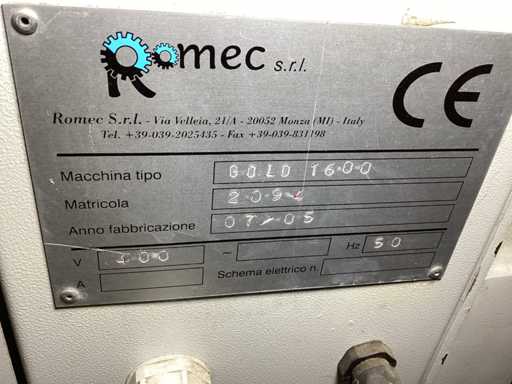 Romec s.r.l.
CE
Romec S.r.l. - Via Velleia, 21/A - 20052 Monza (MI) - Italy
Tel. +39-039-2025435 - Fax +39-039-831198
Macchina tipo GOLD 1600
Matricola
Anno fabbricazione 07/05
V 400 ~ Hz 50
A Schema elettrico n.